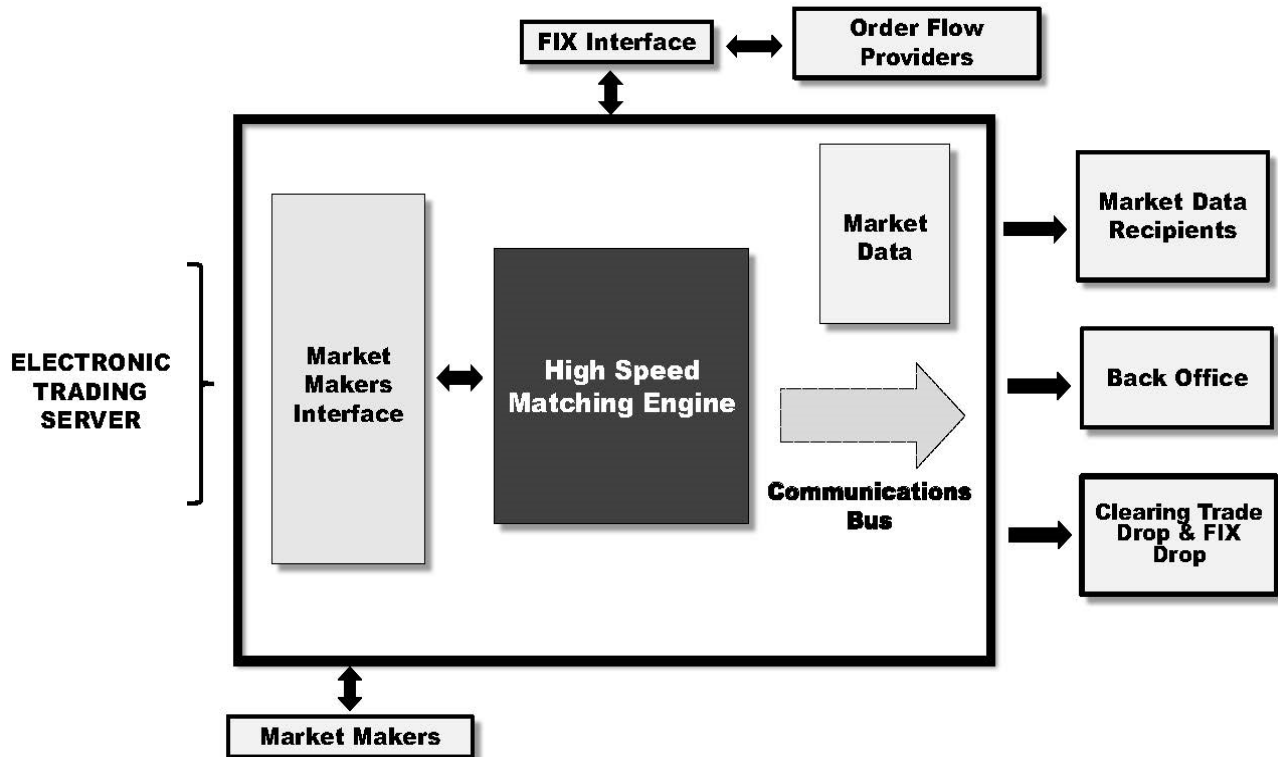 FIX Interface
Order Flow
Providers
Market
Data
Market Data
Recipients
ELECTRONIC
TRADING
SERVER
Market
Makers
Interface
High Speed
Matching Engine
Back Office
Communications
Bus
Clearing Trade
Drop & FIX
Drop
Market Makers